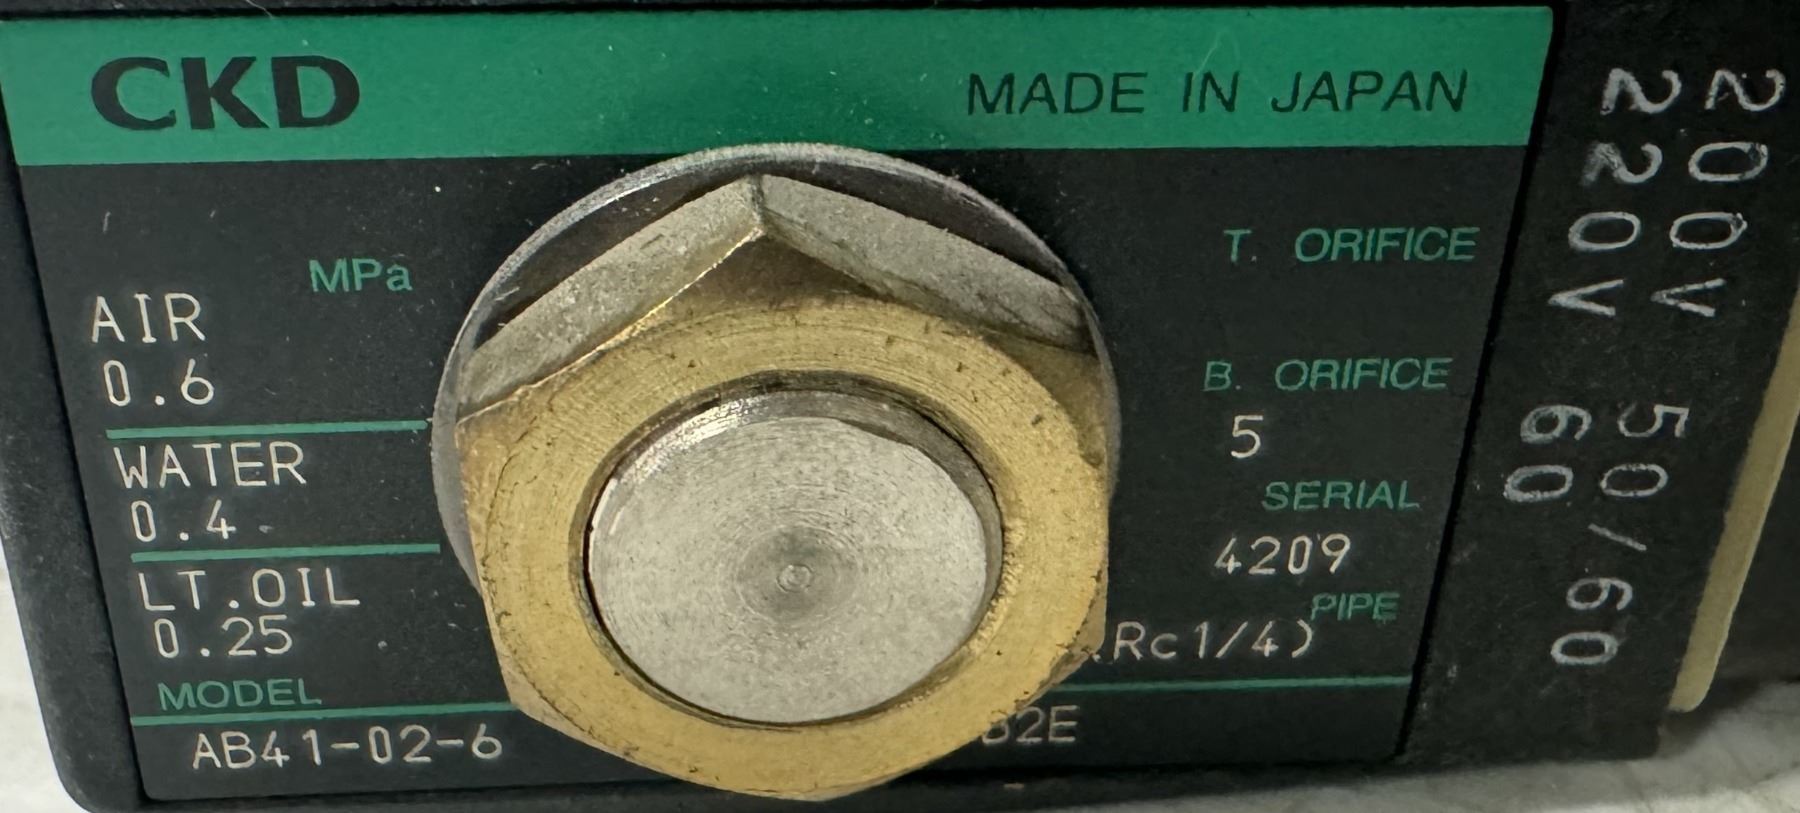 CKD
MADE IN JAPAN
MPa
AIR
0.6
WATER
0.4
LT.OIL
0.25
MODEL
AB41-02-6
T. ORIFICE
B. ORIFICE
5
SERIAL
4209
PIPE
Rc1/4)
2E
200V 50/60
220V 60